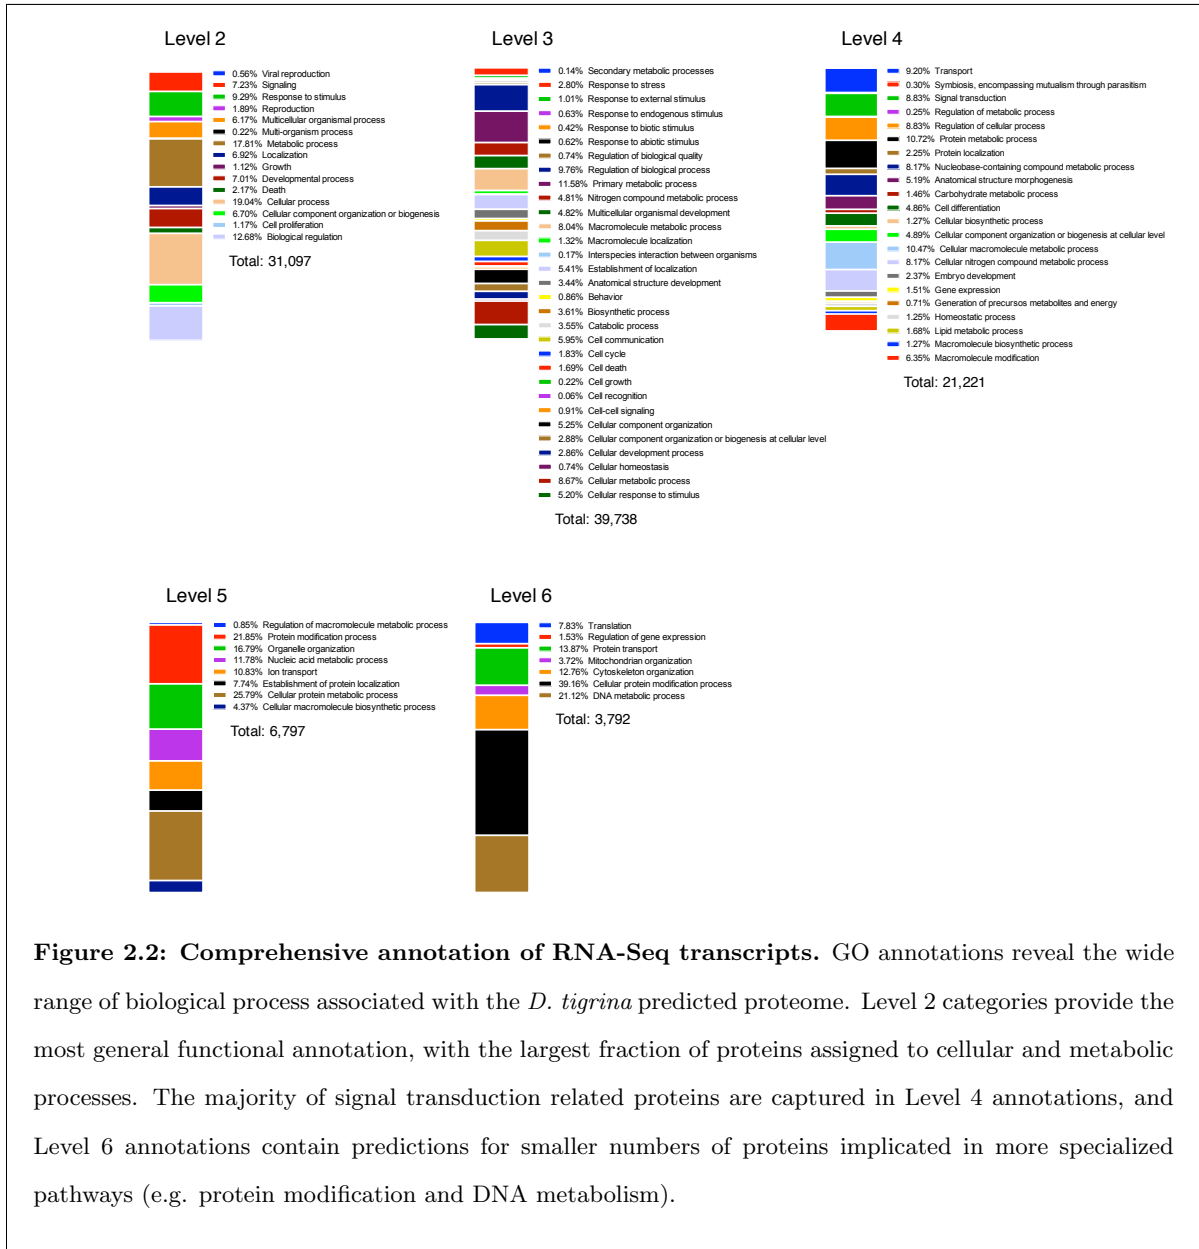 Level 2
0.56% Viral reproduction
7.23% Signaling
9.29% Response to stimulus
1.89% Reproduction
6.17% Multicellular organismal process
0.22% Multi-organism process
17.81% Metabolic process
6.92% Localization
1.12% Growth
7.01% Developmental process
2.17% Death
19.04% Cellular process
6.70% Cellular component organization or biogenesis
1.17% Cell proliferation
12.68% Biological regulation
Total: 31,097
Level 3
0.14% Secondary metabolic processes
2.80% Response to stress
1.01% Response to external stimulus
0.63% Response to endogenous stimulus
0.42% Response to biotic stimulus
0.62% Response to abiotic stimulus
0.74% Regulation of biological quality
9.76% Regulation of biological process
11.58% Primary metabolic process
4.81% Nitrogen compound metabolic process
4.82% Multicellular organismal development
8.04% Macromolecule metabolic process
1.32% Macromolecule localization
0.17% Interspecies interaction between organisms
5.41% Establishment of localization
3.44% Anatomical structure development
0.86% Behavior
3.61% Biosynthetic process
3.55% Catabolic process
5.95% Cell communication
1.83% Cell cycle
1.69% Cell death
0.22% Cell growth
0.06% Cell recognition
0.91% Cell-cell signaling
5.25% Cellular component organization
2.88% Cellular component organization or biogenesis at cellular level
2.86% Cellular development process
0.74% Cellular homeostasis
8.67% Cellular metabolic process
5.20% Cellular response to stimulus
Total: 39,738
Level 4
9.20% Transport
0.30% Symbiosis, encompassing mutualism through parasitism
8.83% Signal transduction
0.25% Regulation of metabolic process
8.83% Regulation of cellular process
10.72% Protein metabolic process
2.25% Protein localization
8.17% Nucleobase-containing compound metabolic process
5.19% Anatomical structure morphogenesis
1.46% Carbohydrate metabolic process
4.86% Cell differentiation
1.27% Cellular biosynthetic process
4.89% Cellular component organization or biogenesis at cellular level
10.47% Cellular macromolecule metabolic process
8.17% Cellular nitrogen compound metabolic process
2.37% Embryo development
1.51% Gene expression
0.71% Generation of precursos metabolites and energy
1.25% Homeostatic process
1.68% Lipid metabolic process
1.27% Macromolecule biosynthetic process
6.35% Macromolecule modification
Total: 21,221
Level 5
0.85% Regulation of macromolecule metabolic process
21.85% Protein modification process
16.79% Organelle organization
11.78% Nucleic acid metabolic process
10.83% Ion transport
7.74% Establishment of protein localization
25.79% Cellular protein metabolic process
4.37% Cellular macromolecule biosynthetic process
Total: 6,797
Level 6
7.83% Translation
1.53% Regulation of gene expression
13.87% Protein transport
3.72% Mitochondrian organization
12.76% Cytoskeleton organization
39.16% Cellular protein modification process
21.12% DNA metabolic process
Total: 3,792
Figure 2.2: Comprehensive annotation of RNA-Seq transcripts. GO annotations reveal the wide
range of biological process associated with the D. tigrina predicted proteome. Level 2 categories provide the
most general functional annotation, with the largest fraction of proteins assigned to cellular and metabolic
processes. The majority of signal transduction related proteins are captured in Level 4 annotations, and
Level 6 annotations contain predictions for smaller numbers of proteins implicated in more specialized
pathways (e.g. protein modification and DNA metabolism).